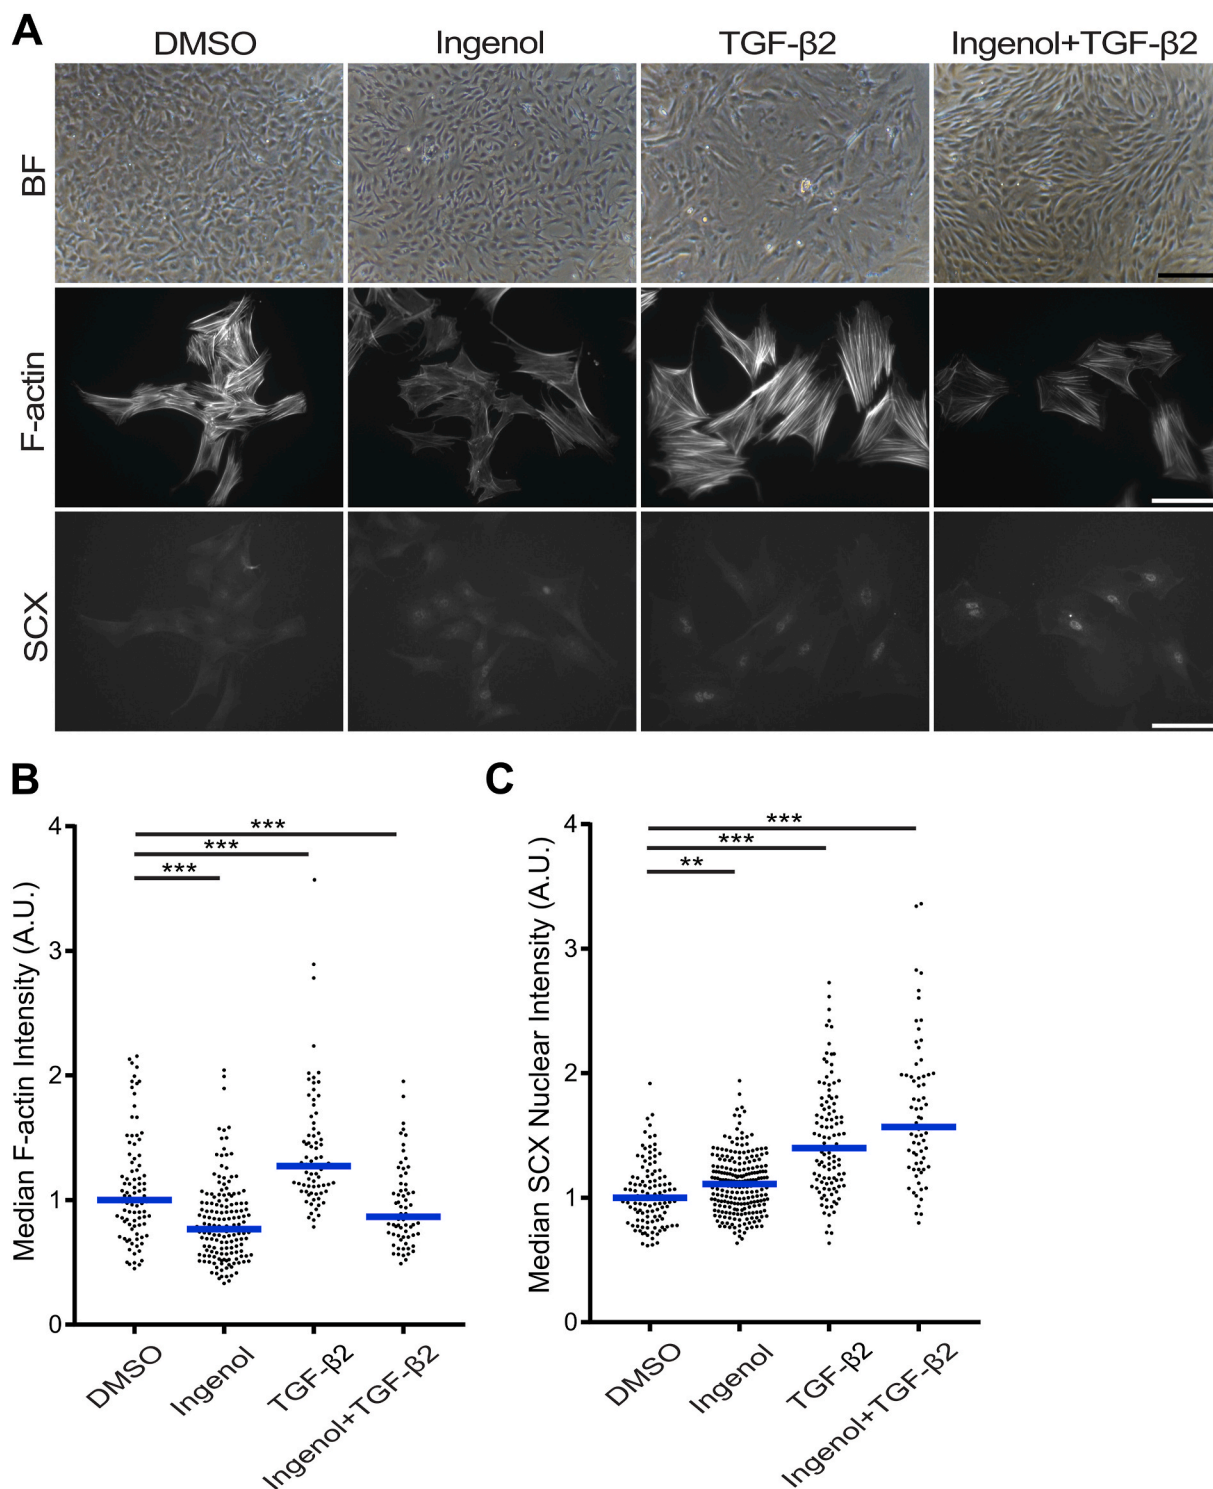 A
DMSO Ingenol TGF-β2 Ingenol+TGF-β2
BF
F-actin
SCX
B
Median F-actin Intensity (A.U.)
4
3
2
1
0
***
***
***
DMSO Ingenol TGF-β2 Ingenol+TGF-β2
C
Median SCX Nuclear Intensity (A.U.)
4
3
2
1
0
***
***
**
DMSO Ingenol TGF-β2 Ingenol+TGF-β2